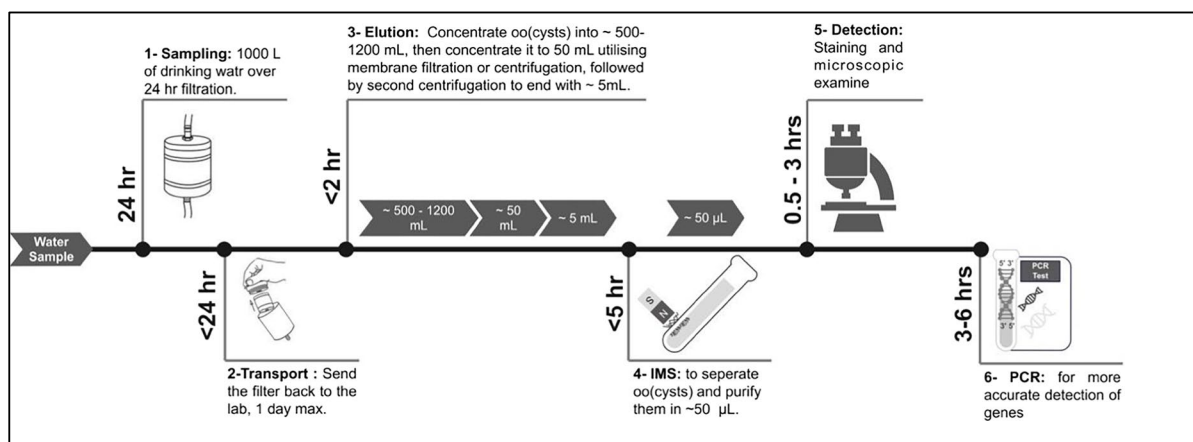 1- Sampling: 1000 L
of drinking watr over
24 hr filtration.
3- Elution: Concentrate oo(cysts) into ~ 500-
1200 mL, then concentrate it to 50 mL utilising
membrane filtration or centrifugation, followed
by second centrifugation to end with ~ 5mL.
5- Detection:
Staining and
microscopic
examine
24 hr
<2 hr
0.5 - 3 hrs
~ 500 - 1200
mL
~ 50
mL
~ 5 mL
~ 50 µL
Water
Sample
<24 hr
<5 hr
3-6 hrs
S
N
5' 3'
3' 5'
PCR
Test
2-Transport : Send
the filter back to the
lab, 1 day max.
4- IMS: to seperate
oo(cysts) and purify
them in ~50 µL.
6- PCR: for more
accurate detection of
genes